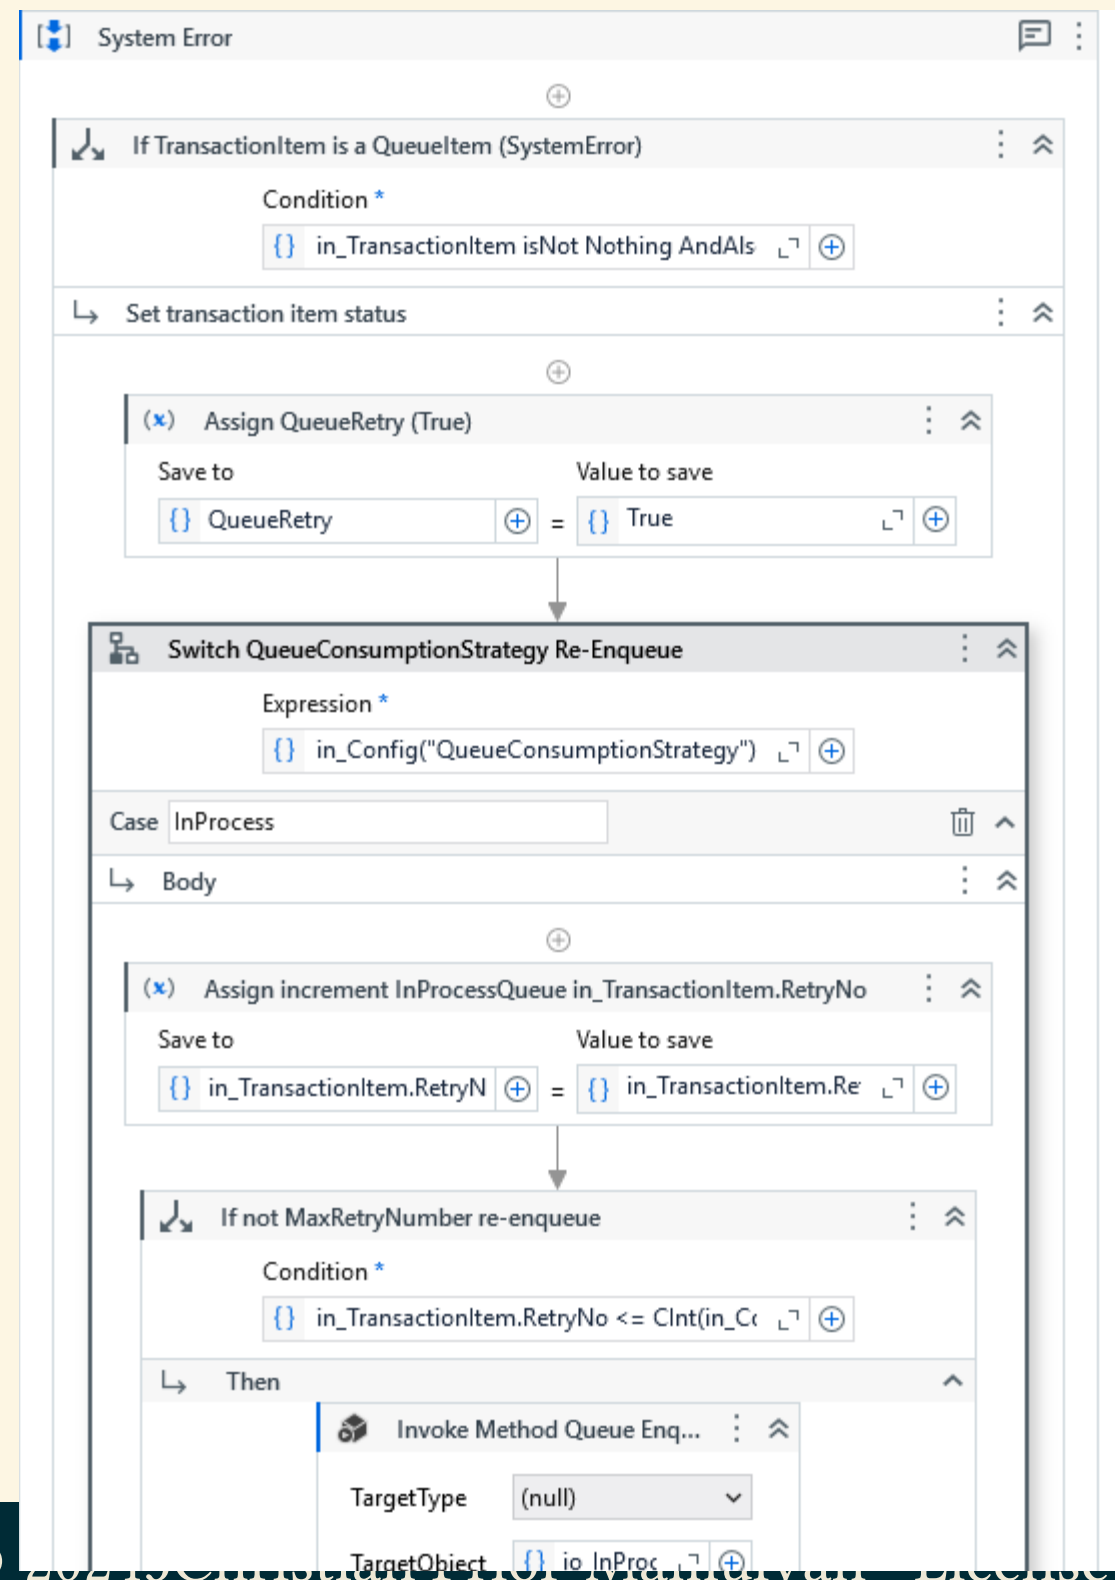 System Error
If TransactionItem is a QueueItem (SystemError)
Condition *
{} in_TransactionItem isNot Nothing AndAls
Set transaction item status
(x) Assign QueueRetry (True)
Save to Value to save
{} QueueRetry = {} True
Switch QueueConsumptionStrategy Re-Enqueue
Expression *
{} in_Config("QueueConsumptionStrategy")
Case InProcess
Body
(x) Assign increment InProcessQueue in_TransactionItem.RetryNo
Save to Value to save
{} in_TransactionItem.RetryN = {} in_TransactionItem.Re
If not MaxRetryNumber re-enqueue
Condition *
{} in_TransactionItem.RetryNo <= CInt(in_Co
Then
Invoke Method Queue Enq...
TargetType (null)
TargetObject {} io_InProc